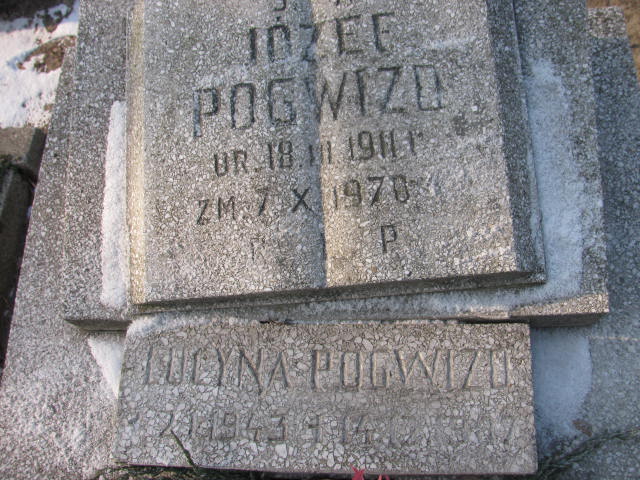 JÓZEF
POGWIZD
UR. 18 III 1911 r
ZM. 7 X 1970
R P
LUCYNA POGWIZD